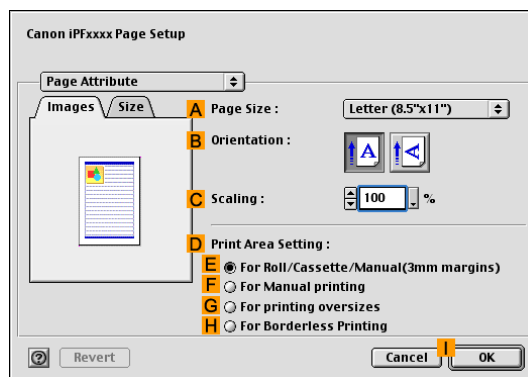 Canon iPFxxxx Page Setup
Page Attribute
Images Size
A Page Size : Letter (8.5"x11")
B Orientation : A A
C Scaling : 100 %
D Print Area Setting :
E For Roll/Cassette/Manual(3mm margins)
F For Manual printing
G For printing oversizes
H For Borderless Printing
I
? Revert Cancel OK